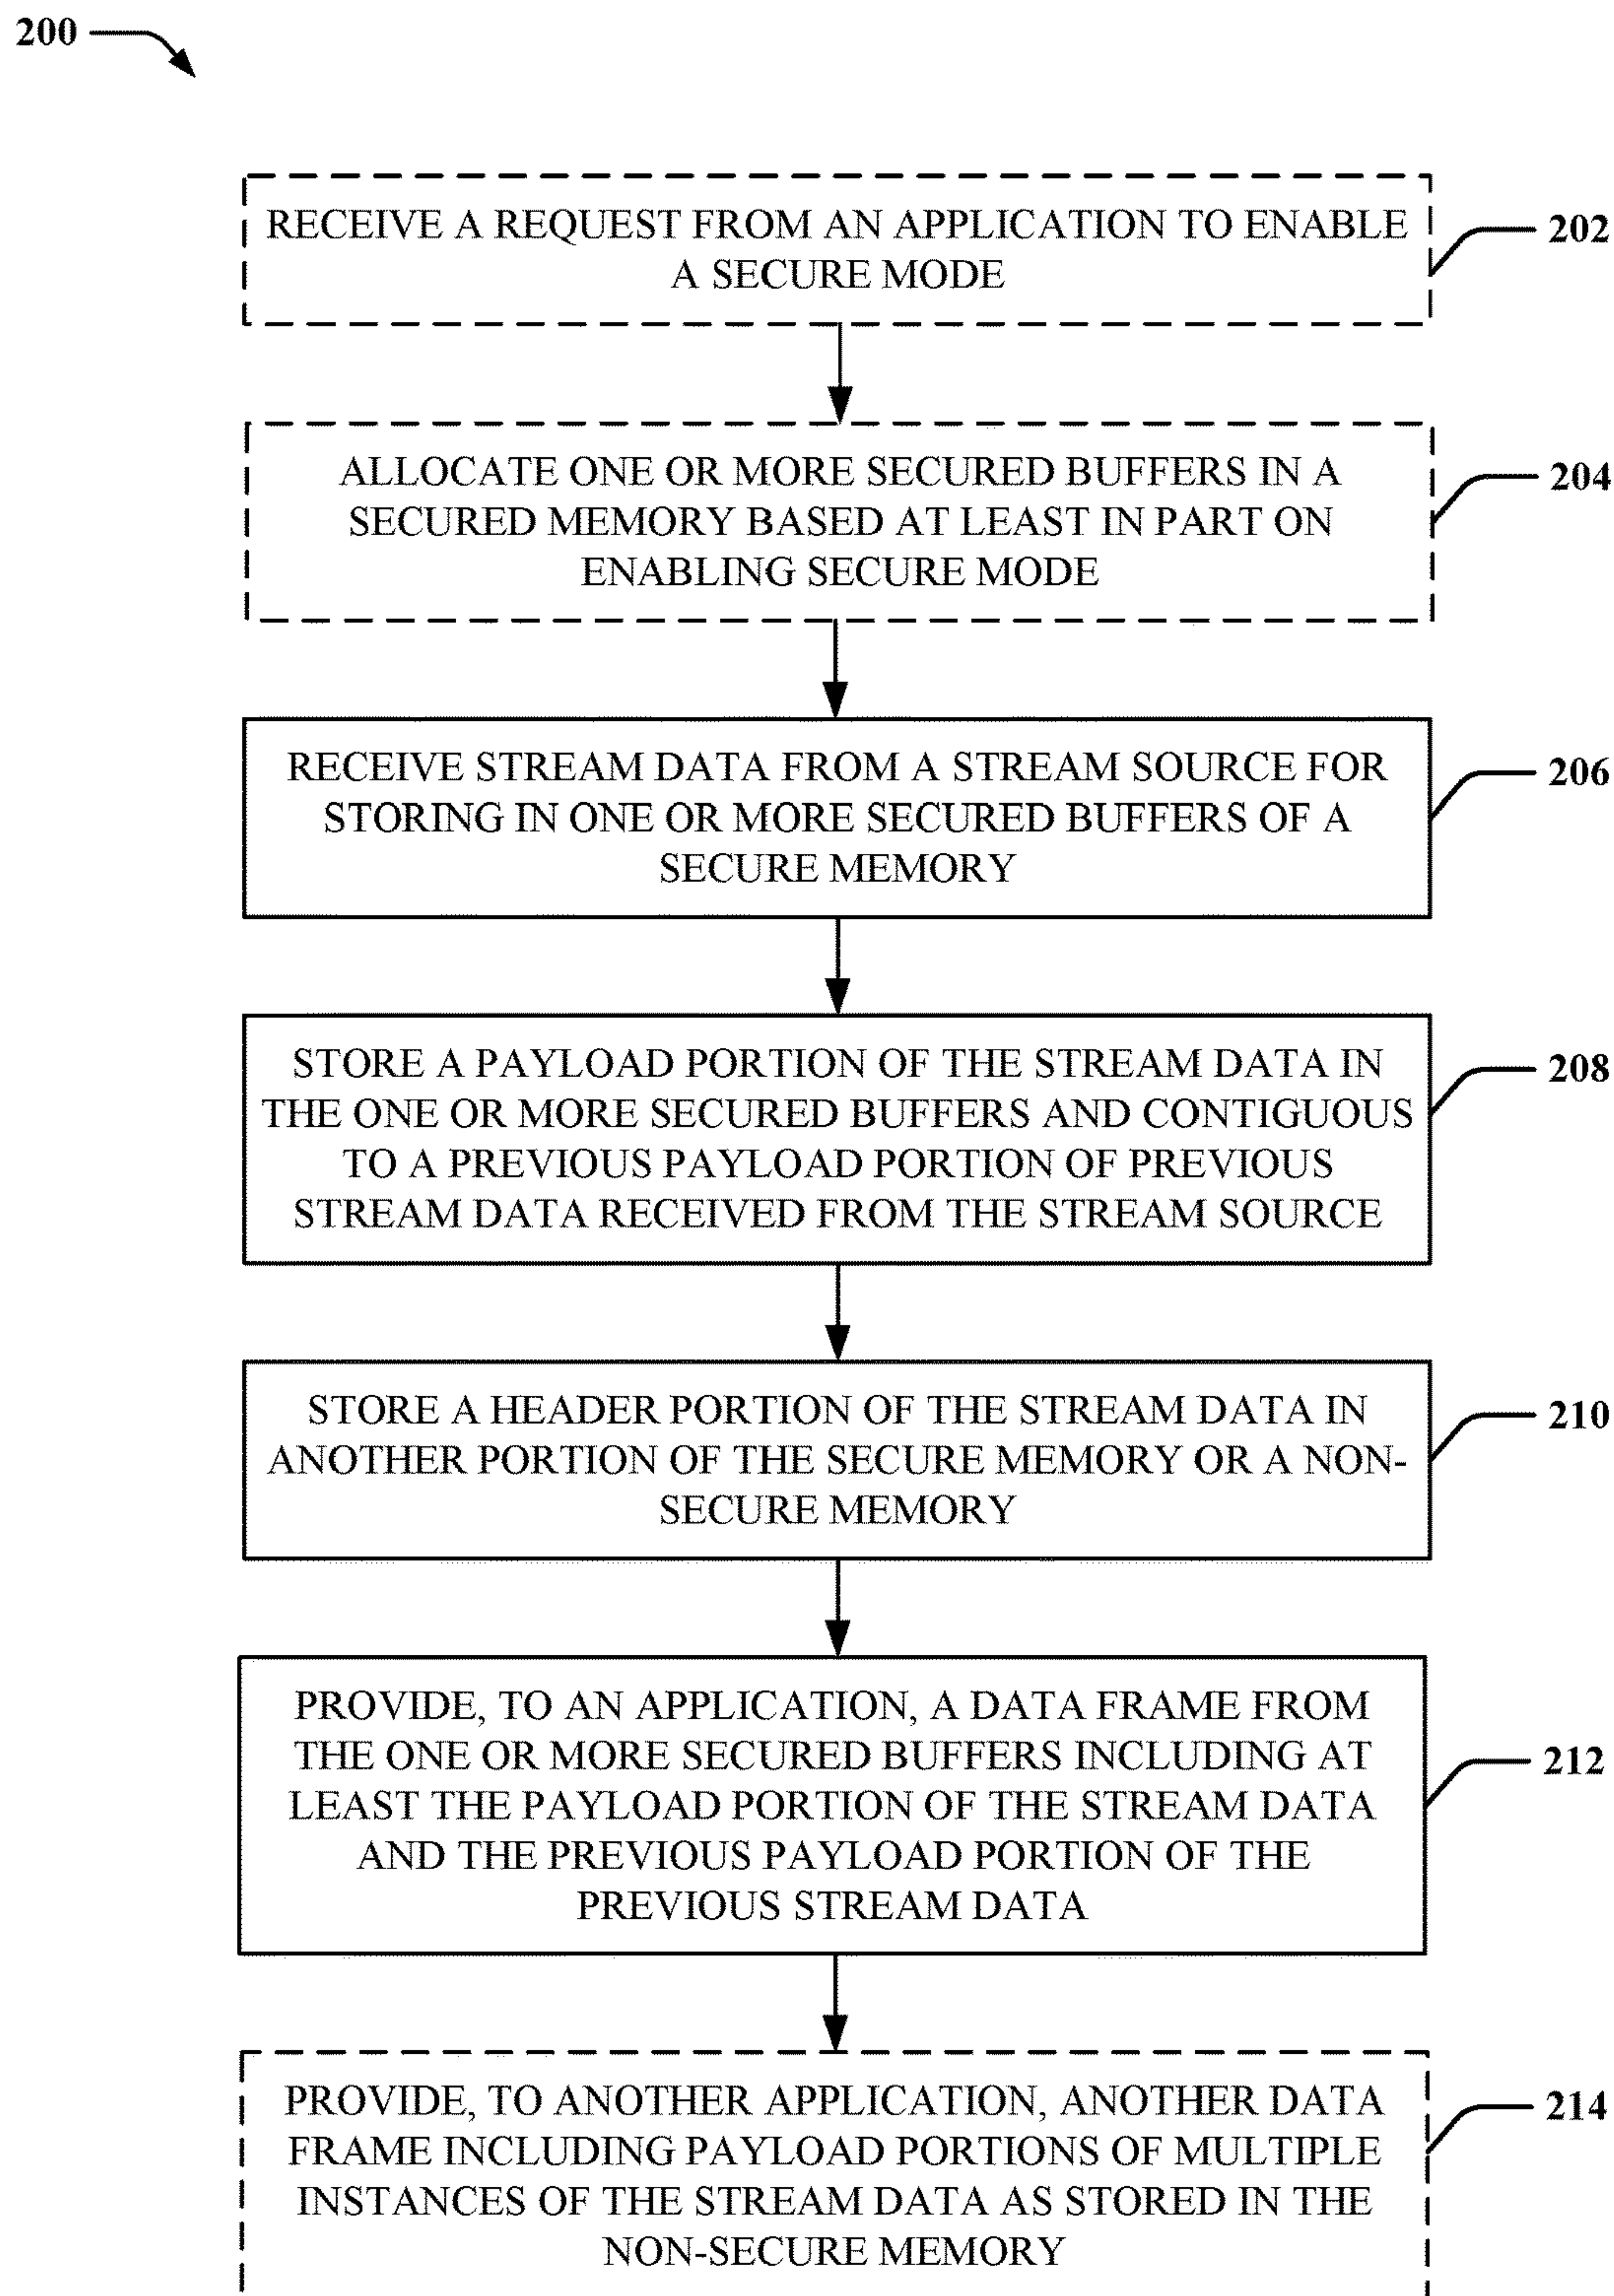 200
RECEIVE A REQUEST FROM AN APPLICATION TO ENABLE
A SECURE MODE
202
ALLOCATE ONE OR MORE SECURED BUFFERS IN A
SECURED MEMORY BASED AT LEAST IN PART ON
ENABLING SECURE MODE
204
RECEIVE STREAM DATA FROM A STREAM SOURCE FOR
STORING IN ONE OR MORE SECURED BUFFERS OF A
SECURE MEMORY
206
STORE A PAYLOAD PORTION OF THE STREAM DATA IN
THE ONE OR MORE SECURED BUFFERS AND CONTIGUOUS
TO A PREVIOUS PAYLOAD PORTION OF PREVIOUS
STREAM DATA RECEIVED FROM THE STREAM SOURCE
208
STORE A HEADER PORTION OF THE STREAM DATA IN
ANOTHER PORTION OF THE SECURE MEMORY OR A NON-
SECURE MEMORY
210
PROVIDE, TO AN APPLICATION, A DATA FRAME FROM
THE ONE OR MORE SECURED BUFFERS INCLUDING AT
LEAST THE PAYLOAD PORTION OF THE STREAM DATA
AND THE PREVIOUS PAYLOAD PORTION OF THE
PREVIOUS STREAM DATA
212
PROVIDE, TO ANOTHER APPLICATION, ANOTHER DATA
FRAME INCLUDING PAYLOAD PORTIONS OF MULTIPLE
INSTANCES OF THE STREAM DATA AS STORED IN THE
NON-SECURE MEMORY
214